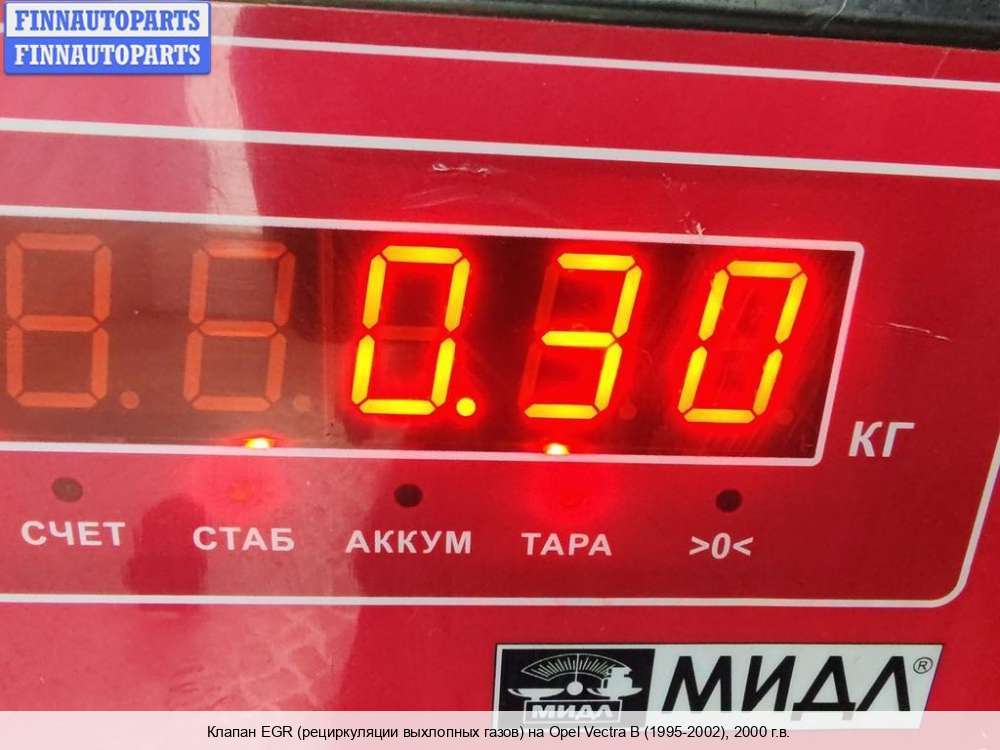 FINNAUTOPARTS
FINNAUTOPARTS
0.30
КГ
СЧЕТ СТАБ АККУМ ТАРА >0<
МИДЛ МИДЛ®
Клапан EGR (рециркуляции выхлопных газов) на Opel Vectra B (1995-2002), 2000 г.в.